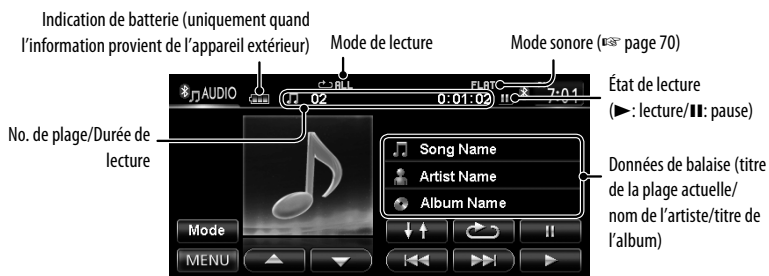 Indication de batterie (uniquement quand
l'information provient de l'appareil extérieur)
Mode de lecture
Mode sonore (☞ page 70)
État de lecture
(►: lecture/❚❚: pause)
No. de plage/Durée de
lecture
Données de balaise (titre
de la plage actuelle/
nom de l'artiste/titre de
l'album)
AUDIO
ALL
FLAT
02
0:01:02
7:01
Song Name
Artist Name
Album Name
Mode
MENU